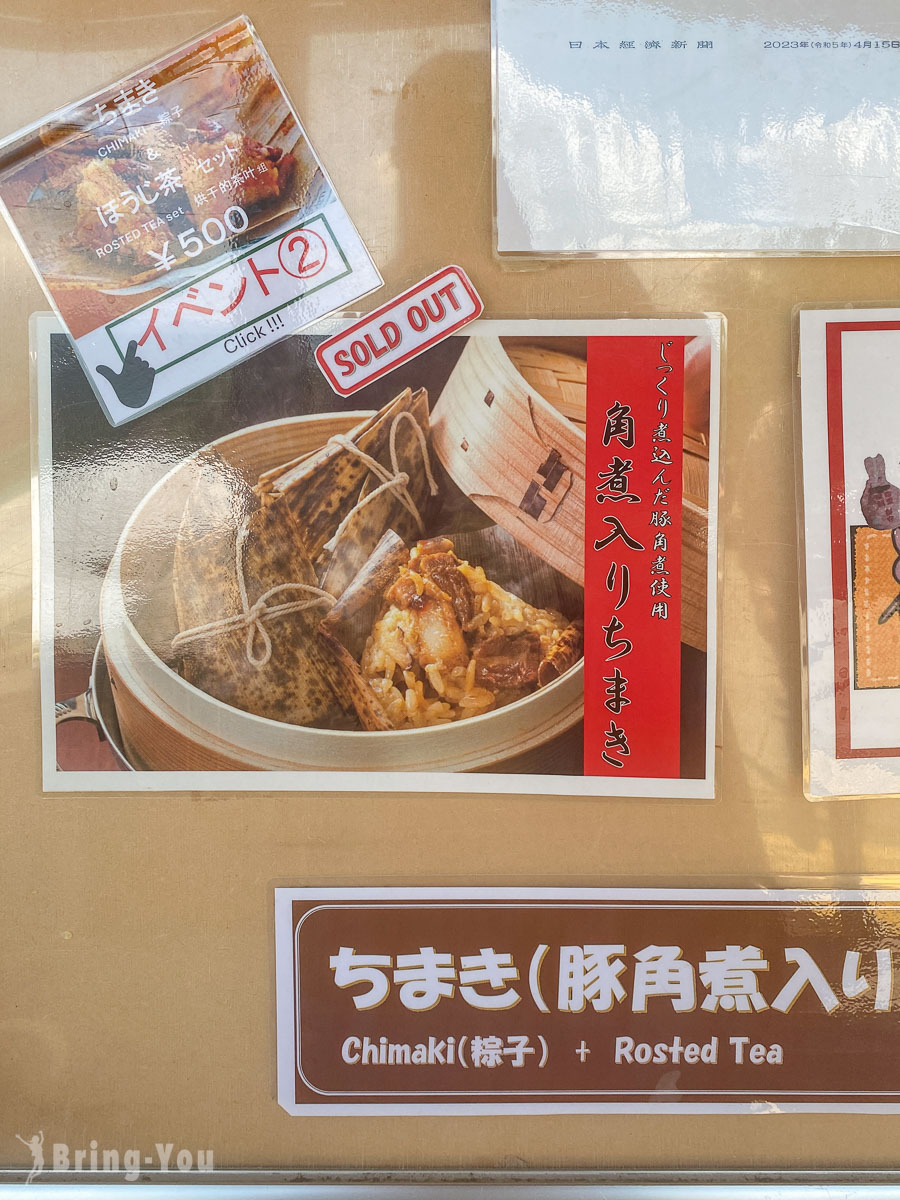 日本経済新聞 2023年(令和5年)4月15日
ちまき
CHIMAKI 粽子
&
ほうじ茶 セット
ROSTED TEA set 烘干的茶叶组
¥500
イベント②
Click !!!
SOLD OUT
じっくり煮込んだ豚角煮使用
角煮入りちまき
ちまき(豚角煮入り
Chimaki(粽子) + Rosted Tea
Bring-You